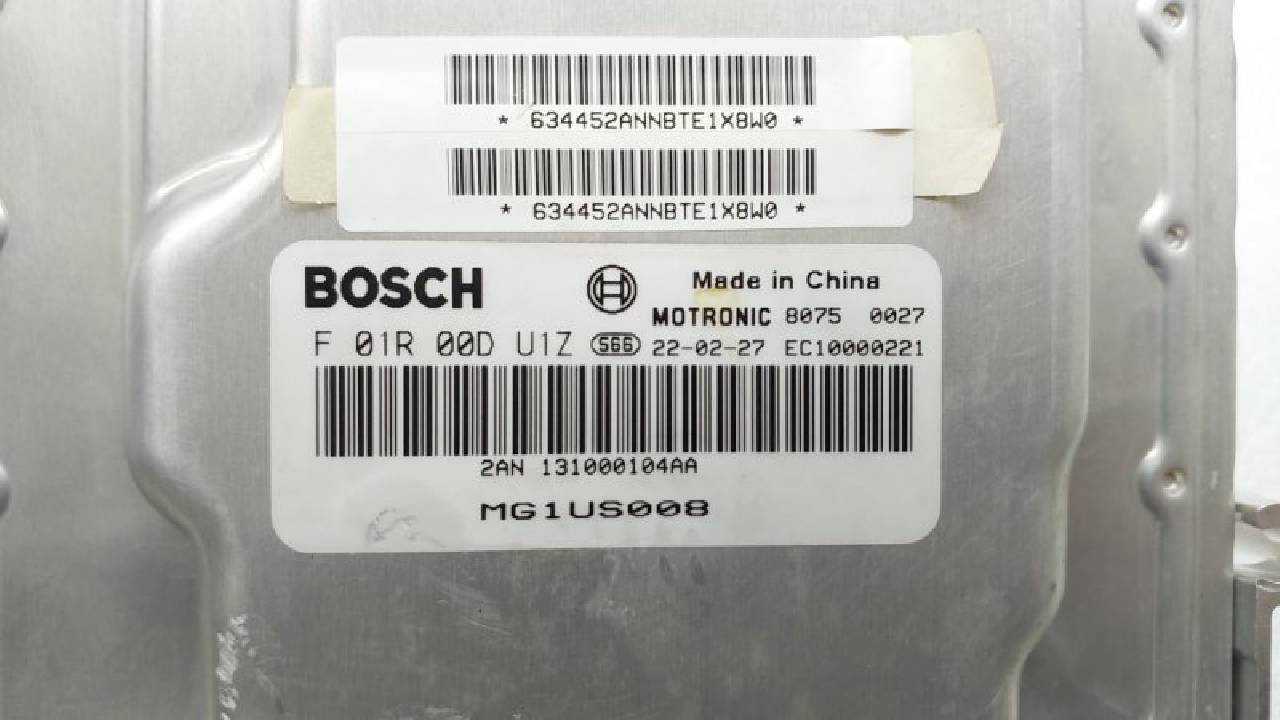 * 634452ANNBTE1X8W0 *
* 634452ANNBTE1X8W0 *
BOSCH
Made in China
MOTRONIC 8075 0027
F 01R 00D U1Z SGG 22-02-27 EC10000221
2AN 131000104AA
MG1US008